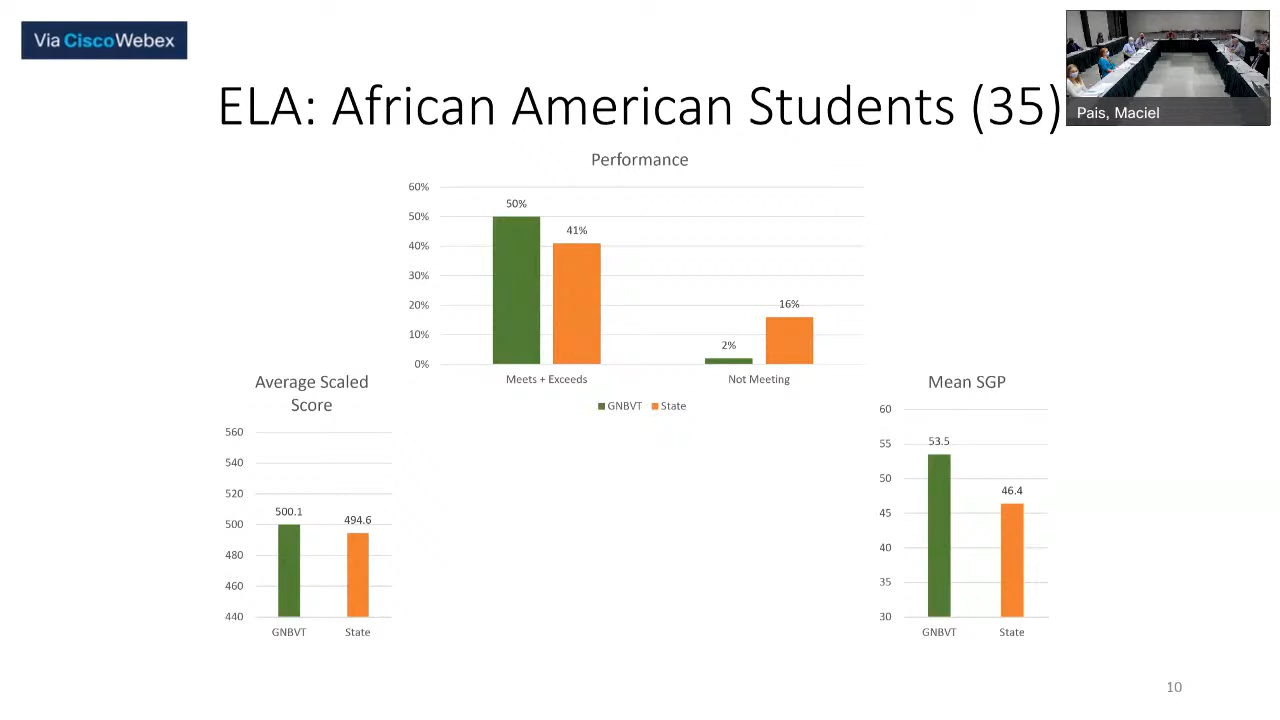 Via CiscoWebex
Pais, Maciel
ELA: African American Students (35)
Performance
60%
50%
40%
30%
20%
10%
0%
50%
41%
2%
16%
Meets + Exceeds
Not Meeting
GNBVT
State
Average Scaled
Score
560
540
520
500
480
460
440
500.1
494.6
GNBVT
State
Mean SGP
60
55
50
45
40
35
30
53.5
46.4
GNBVT
State
10